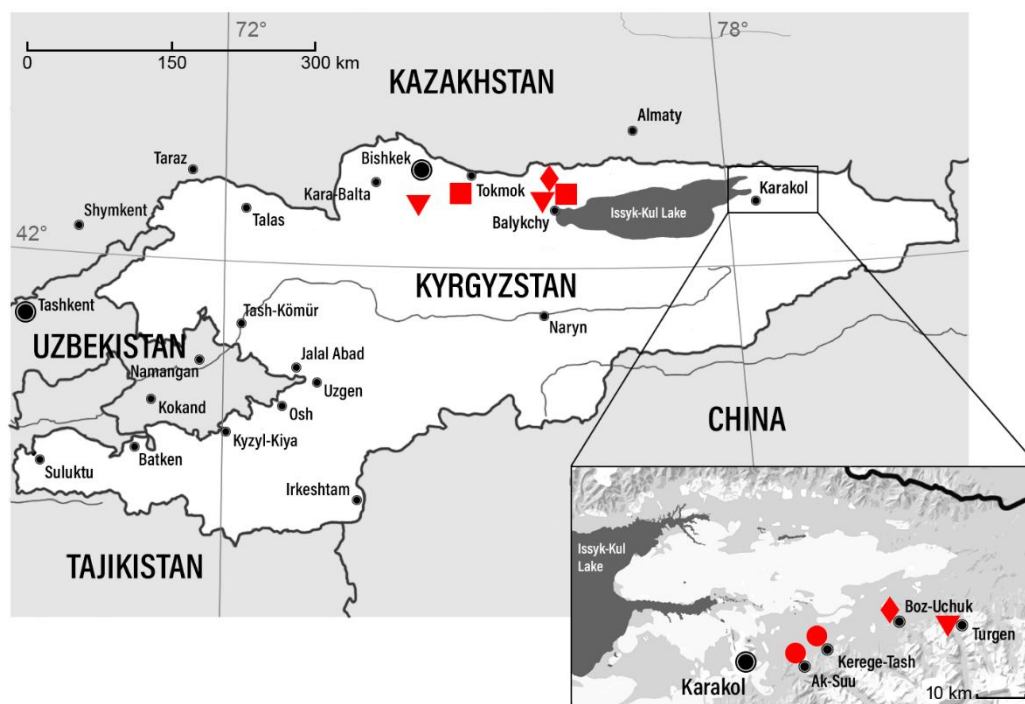 72°
78°
0
150
300 km
KAZAKHSTAN
Almaty
Taraz
Bishkek
Kara-Balta
Tokmok
Karakol
Talas
Shymkent
Balykchy
Issyk-Kul Lake
42°
KYRGYZSTAN
Tashkent
Tash-Kömür
Naryn
UZBEKISTAN
Namangan
Jalal Abad
Uzgen
Kokand
Osh
CHINA
Kyzyl-Kiya
Batken
Suluktu
Irkeshtam
TAJIKISTAN
Issyk-Kul
Lake
Boz-Uchuk
Turgen
Kerege-Tash
Karakol
Ak-Suu
10 km